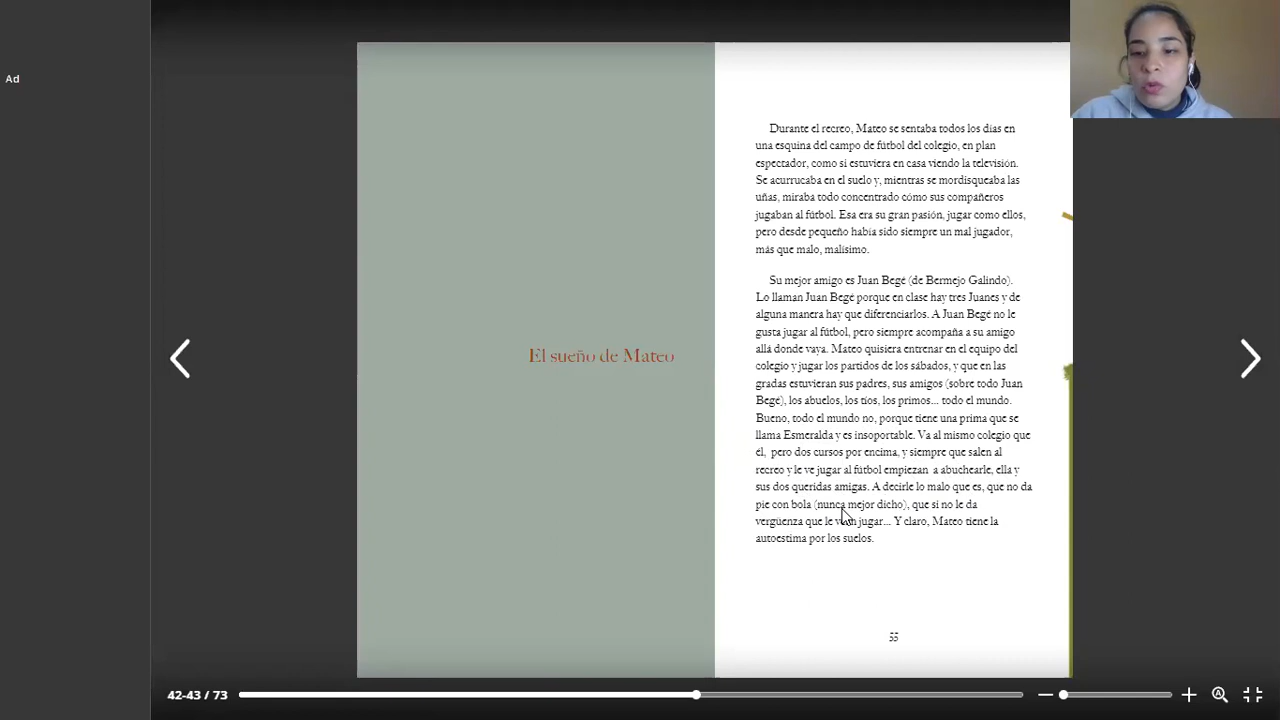 Ad
El sueño de Mateo
Durante el recreo, Mateo se sentaba todos los días en
una esquina del campo de fútbol del colegio, en plan
espectador, como si estuviera en casa viendo la televisión.
Se acurrucaba en el suelo y, mientras se mordisqueaba las
uñas, miraba todo concentrado cómo sus compañeros
jugaban al fútbol. Esa era su gran pasión, jugar como ellos,
pero desde pequeño había sido siempre un mal jugador,
más que malo, malísimo.
Su mejor amigo es Juan Begé (de Bermejo Galindo).
Lo llaman Juan Begé porque en clase hay tres Juanes y de
alguna manera hay que diferenciarlos. A Juan Begé no le
gusta jugar al fútbol, pero siempre acompaña a su amigo
allá donde vaya. Mateo quisiera entrenar en el equipo del
colegio y jugar los partidos de los sábados, y que en las
gradas estuvieran sus padres, sus amigos (sobre todo Juan
Begé), los abuelos, los tíos, los primos... todo el mundo.
Bueno, todo el mundo no, porque tiene una prima que se
llama Esmeralda y es insoportable. Va al mismo colegio que
él, pero dos cursos por encima, y siempre que salen al
recreo y le ve jugar al fútbol empiezan a abuchearle, ella y
sus dos queridas amigas. A decirle lo malo que es, que no da
pie con bola (nunca mejor dicho), que si no le da
vergüenza que le vean jugar... Y claro, Mateo tiene la
autoestima por los suelos.
55
42-43 / 73